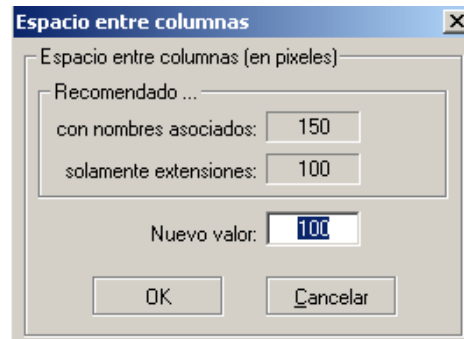 Espacio entre columnas
Espacio entre columnas (en pixeles)
Recomendado ...
con nombres asociados: 150
solamente extensiones: 100
Nuevo valor: 100
OK Cancelar